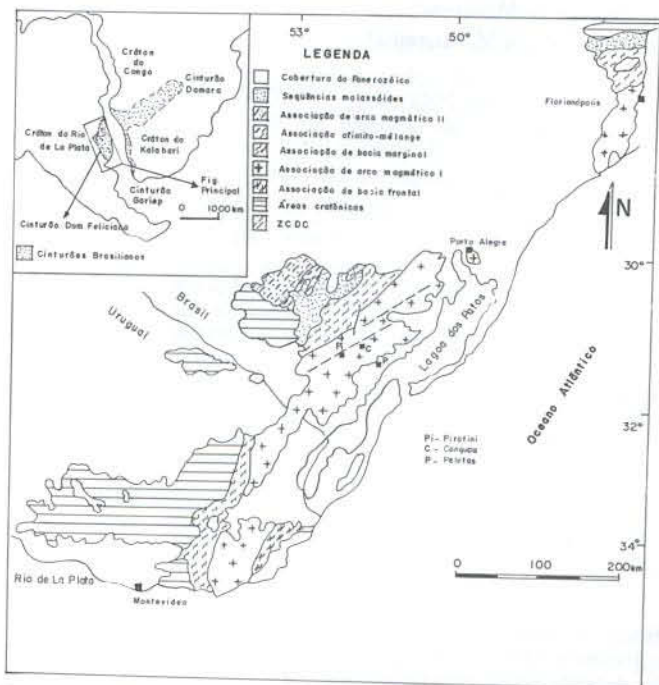 53°
50°
Cráton do
Congo
Cinturão
Damara
Cráton do Rio
de La Plata
Cráton do
Kalahari
Cinturão
Gariep
Fig.
Principal
0 1000km
Cinturão Dom Feliciano
Cinturões Brasilianos
LEGENDA
Cobertura do Fanerozóico
Sequências molassóides
Associação de arco magmático II
Associação ofiolito-mélange
Associação de bacia marginal
Associação de arco magmático I
Associação de bacia frontal
Áreas cratônicas
ZCDC
Florianópolis
N
Porto Alegre
30°
Brasil
Uruguai
Pi
C
P
Lagoa dos Patos
Oceano Atlântico
32°
Pi- Piratini
C - Canguçu
P - Pelotas
34°
0 100 200
km
Rio de La Plata
Montevideo